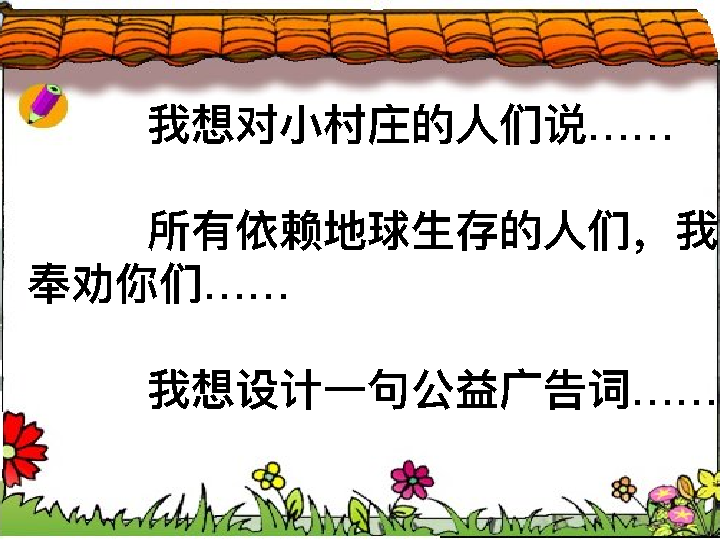 我想对小村庄的人们说……
所有依赖地球生存的人们，我
奉劝你们……
我想设计一句公益广告词……